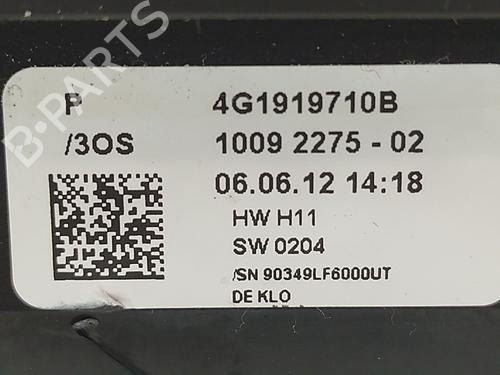 P 4G1919710B
/3OS 1009 2275 - 02
06.06.12 14:18
HW H11
SW 0204
/SN 90349LF6000UT
DE KLO
B-PARTS